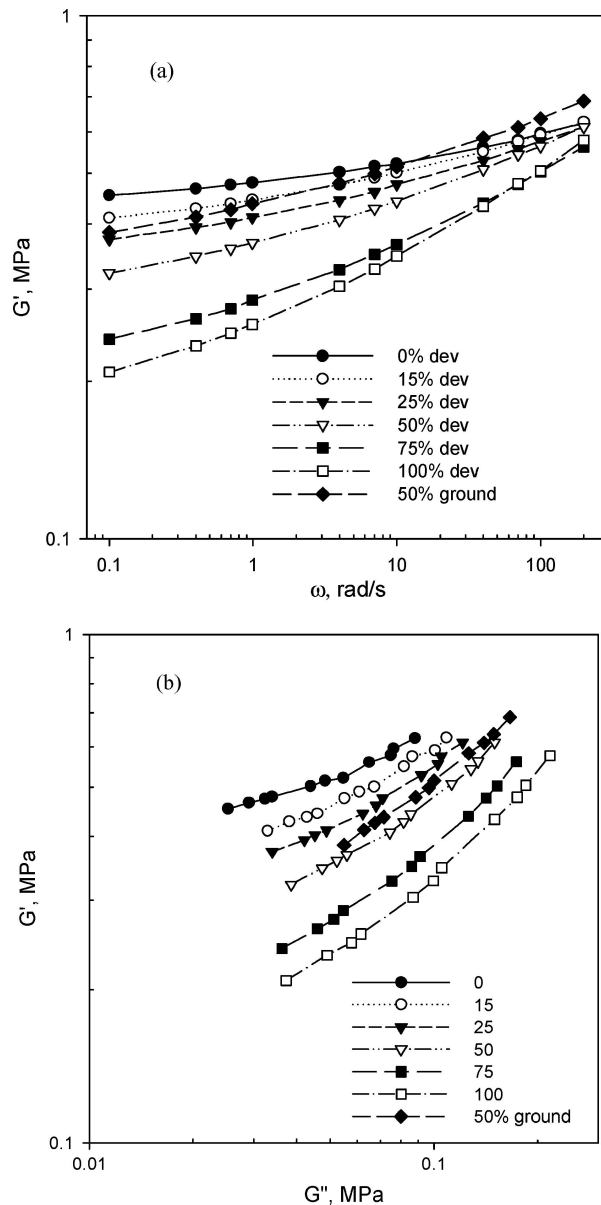 1
(a)
G', MPa
0% dev
15% dev
25% dev
50% dev
75% dev
100% dev
50% ground
0.1
0.1
1
10
100
ω, rad/s
1
(b)
G', MPa
0
15
25
50
75
100
50% ground
0.1
0.01
0.1
G'', MPa